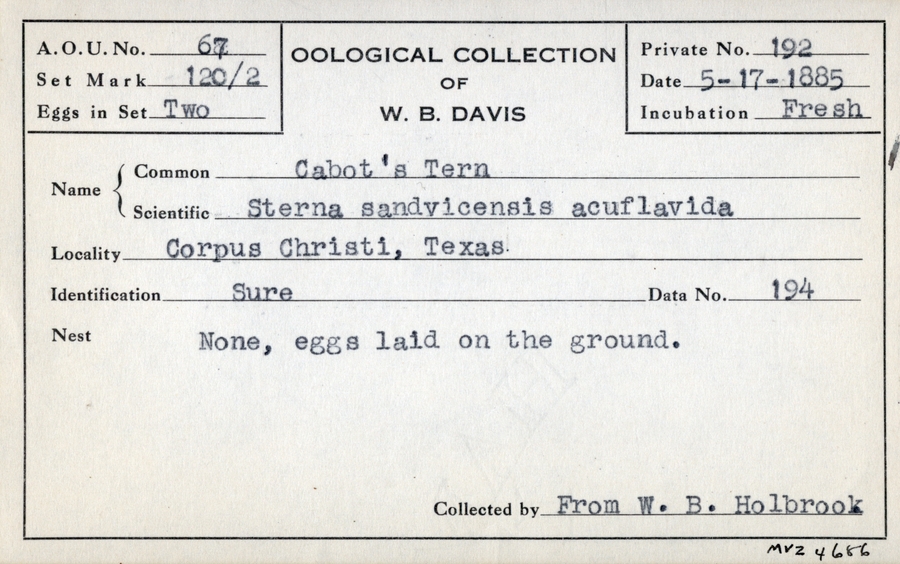 A.O.U. No. 67
Set Mark 120/2
Eggs in Set Two
OOLOGICAL COLLECTION
OF
W. B. DAVIS
Private No. 192
Date 5-17-1885
Incubation Fresh
Name
Common Cabot's Tern
Scientific Sterna sandvicensis acuflavida
Locality Corpus Christi, Texas.
Identification Sure Data No. 194
Nest None, eggs laid on the ground.
Collected by From W. B. Holbrook
MVZ 4686